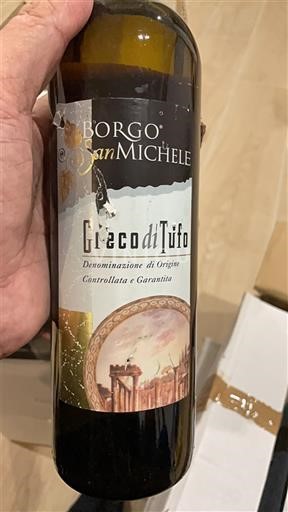 BORGO®
San MICHELE
Greco di Tufo
Denominazione di Origine
Controllata e Garantita